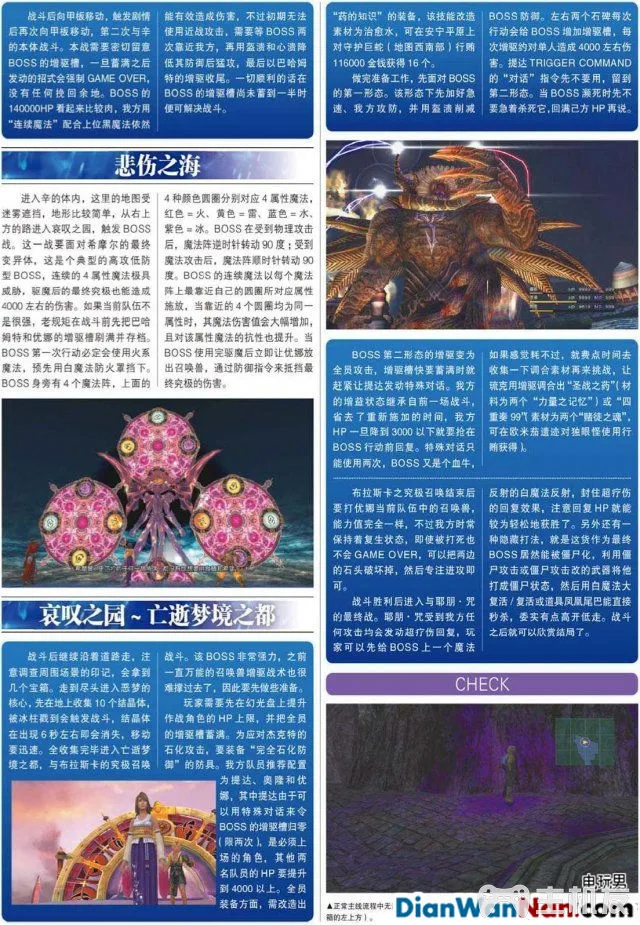 战斗后向甲板移动，触发剧情
后再次向甲板移动，第二次与辛
的本体战斗。本战需要密切留意
BOSS的增驱槽，一旦蓄满之后
发动的招式会强制GAME OVER，
没有任何挽回余地。BOSS的
140000HP看起来比较肉，我方用
“连续魔法”配合上位黑魔法依然
能有效造成伤害，不过初期无法
使用近战攻击，需要等BOSS两
次靠近我方，再用盔溃和心溃降
低其防御后猛攻，最后以巴哈姆
特的增驱收尾。一切顺利的话在
BOSS的增驱槽尚未蓄到一半时
便可解决战斗。
悲伤之海
进入辛的体内，这里的地图受
迷雾遮挡，地形比较简单，从右上
方的路进入哀叹之园，触发BOSS
战。这一战要面对希摩尔的最终
变异体，这是个典型的高攻低防
型BOSS，连续的4属性魔法极具
威胁，驱魔后的最终究极也能造成
4000左右的伤害。如果当前队伍不
是很强，老规矩在战斗前先把巴哈
姆特和优娜的增驱槽刷满并存档。
BOSS第一次行动必定会使用火系
魔法，预先用白魔法防火罩挡下。
BOSS身旁有4个魔法阵，上面的
4种颜色圆圈分别对应4属性魔法，
红色=火、黄色=雷、蓝色=水、
紫色=冰。BOSS在受到物理攻击
后，魔法阵逆时针转动90度；受到
魔法攻击后，魔法阵顺时针转动90
度。BOSS的连续魔法以每个魔法
阵上最靠近自己的圆圈所对应属性
施放，当靠近的4个圆圈均为同一
属性时，其魔法伤害值会大幅增加，
且对该属性魔法的抗性也提升。当
BOSS使用完驱魔后立即让优娜放
出召唤兽，通过防御指令来抵挡最
终究极的伤害。
哀叹之园~亡逝梦境之都
战斗后继续沿着道路走，注
意调查周围场景的印记，会拿到
几个宝箱。走到尽头进入恶梦的
核心，先在地上收集10个结晶体，
被冰柱戳到会触发战斗，结晶体
在出现6秒左右即会消失，移动
要迅速。全收集完毕进入亡逝梦
境之都，与布拉斯卡的究极召唤
战斗。该BOSS非常强力，之前
一直万能的召唤兽增驱战术也很
难撑过去了，因此要先做些准备。
玩家需要先在幻光盘上提升
作战角色的HP上限，并把全员
的增驱槽蓄满。为应对杰克特的
石化攻击，要装备“完全石化防
御”的防具。我方队员推荐配置
为提达、奥隆和优
娜，其中提达由于可
以用特殊对话来令
BOSS的增驱槽归零
（限两次），是必须上
场的角色，其他两
名队员的HP要提升
到4000以上。全员
装备方面，需改造出
“药的知识”的装备，该技能改造
素材为治愈水，可在安宁平原上
对守护巨蛇（地图西南部）行贿
116000金钱获得16个。
做完准备工作，先面对BOSS
的第一形态。该形态下先加好急
速、我方攻防，并用盔溃削减
BOSS防御。左右两个石碑每次
行动会给BOSS增加增驱槽，每
次增驱约对单人造成4000左右伤
害。提达TRIGGER COMMAND
的“对话”指令先不要用，留到
第二形态。当BOSS濒死时先不
要急着杀死它，回满己方HP再说。
BOSS第二形态的增驱变为
全员攻击，增驱槽快要蓄满时就
赶紧让提达发动特殊对话。我方
的增益状态继承自前一场战斗，
省去了重新施加的时间，我方
HP一旦降到3000以下就要抢在
BOSS行动前回复。特殊对话只
能使用两次，BOSS又是个血牛，
如果感觉耗不过，就费点时间去
收集一下调合素材再来挑战，让
琉克用增驱调合出“圣战之药”（材
料为两个“力量之记忆”）或“四
重奏99”（素材为两个“赌徒之魂”，
可在欧米茄遗迹对独眼怪使用行
贿获得）。
布拉斯卡之究极召唤结束后
要打优娜当前队伍中的召唤兽，
能力值完全一样，不过我方时常
保持着复生状态，即使被打死也
不会GAME OVER，可以把两边
的石头破坏掉，然后专注进攻即
可。
战斗胜利后进入与耶朋·咒
的最终战。耶朋·咒受到我方任
何攻击均会发动超疗伤回复，玩
家可以先给BOSS上一个魔法
反射的白魔法反射，封住超疗伤
的回复效果，注意回复HP就能
较为轻松地获胜了。另外还有一
种隐藏打法，就是这货作为最终
BOSS居然能被僵尸化，利用僵
尸攻击或僵尸攻击改的武器将他
打成僵尸状态，然后用白魔法大
复活/复活或道具凤凰尾巴能直接
秒杀，委实有点高开低走。战斗
之后就可以欣赏结局了。
CHECK
▲正常主线流程中无
箱的左上方）。
电玩男
DianWanNan.com